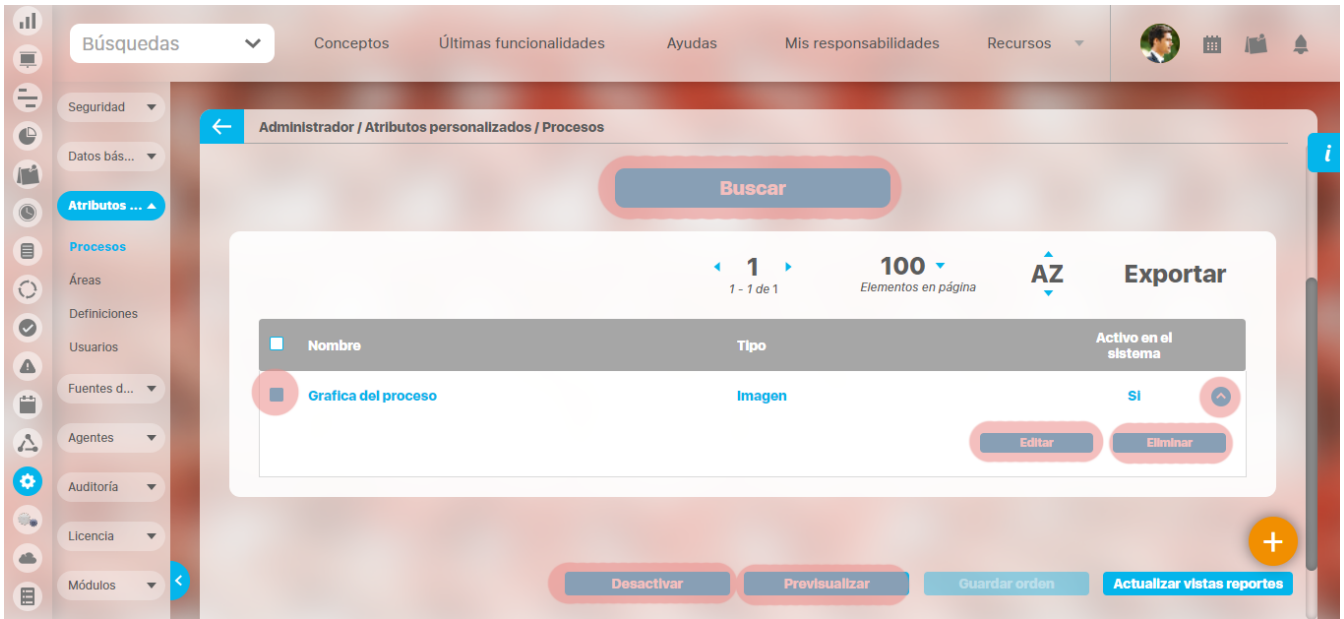 Búsquedas
Conceptos
Últimas funcionalidades
Ayudas
Mis responsabilidades
Recursos
Seguridad
Datos bás...
Atributos ...
Procesos
Áreas
Definiciones
Usuarios
Fuentes d...
Agentes
Auditoría
Licencia
Módulos
Administrador / Atributos personalizados / Procesos
i
Buscar
1
1 - 1 de 1
100
Elementos en página
AZ
Exportar
Nombre
Tipo
Activo en el
sistema
Grafica del proceso
Imagen
SI
Editar
Eliminar
+
Desactivar
Previsualizar
Guardar orden
Actualizar vistas reportes